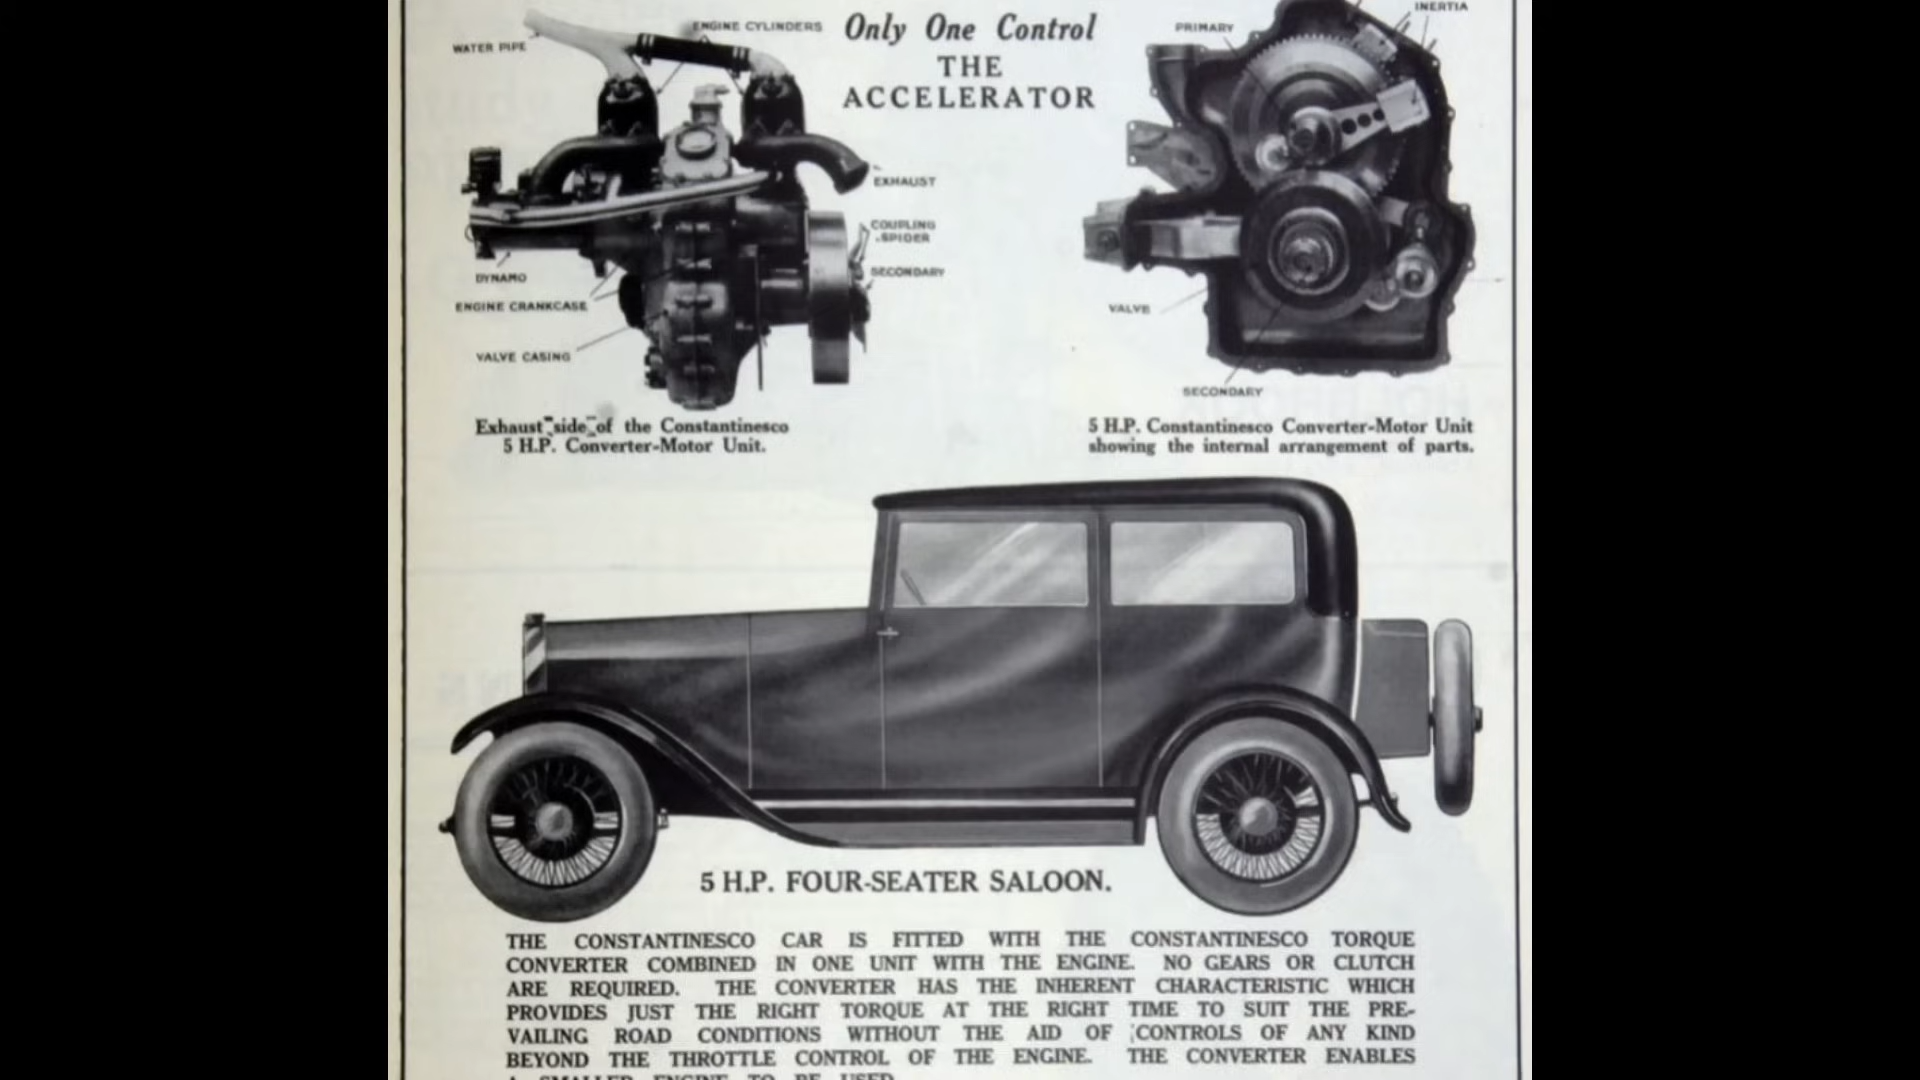 WATER PIPE
ENGINE CYLINDERS
Only One Control
THE
ACCELERATOR
PRIMARY
INERTIA
EXHAUST
COUPLING
SPIDER
SECONDARY
DYNAMO
ENGINE CRANKCASE
VALVE CASING
VALVE
SECONDARY
Exhaust side of the Constantinesco
5 H.P. Converter-Motor Unit.
5 H.P. Constantinesco Converter-Motor Unit
showing the internal arrangement of parts.
5 H.P. FOUR-SEATER SALOON.
THE CONSTANTINESCO CAR IS FITTED WITH THE CONSTANTINESCO TORQUE
CONVERTER COMBINED IN ONE UNIT WITH THE ENGINE. NO GEARS OR CLUTCH
ARE REQUIRED. THE CONVERTER HAS THE INHERENT CHARACTERISTIC WHICH
PROVIDES JUST THE RIGHT TORQUE AT THE RIGHT TIME TO SUIT THE PRE-
VAILING ROAD CONDITIONS WITHOUT THE AID OF CONTROLS OF ANY KIND
BEYOND THE THROTTLE CONTROL OF THE ENGINE. THE CONVERTER ENABLES
A SMALLER ENGINE TO BE USED